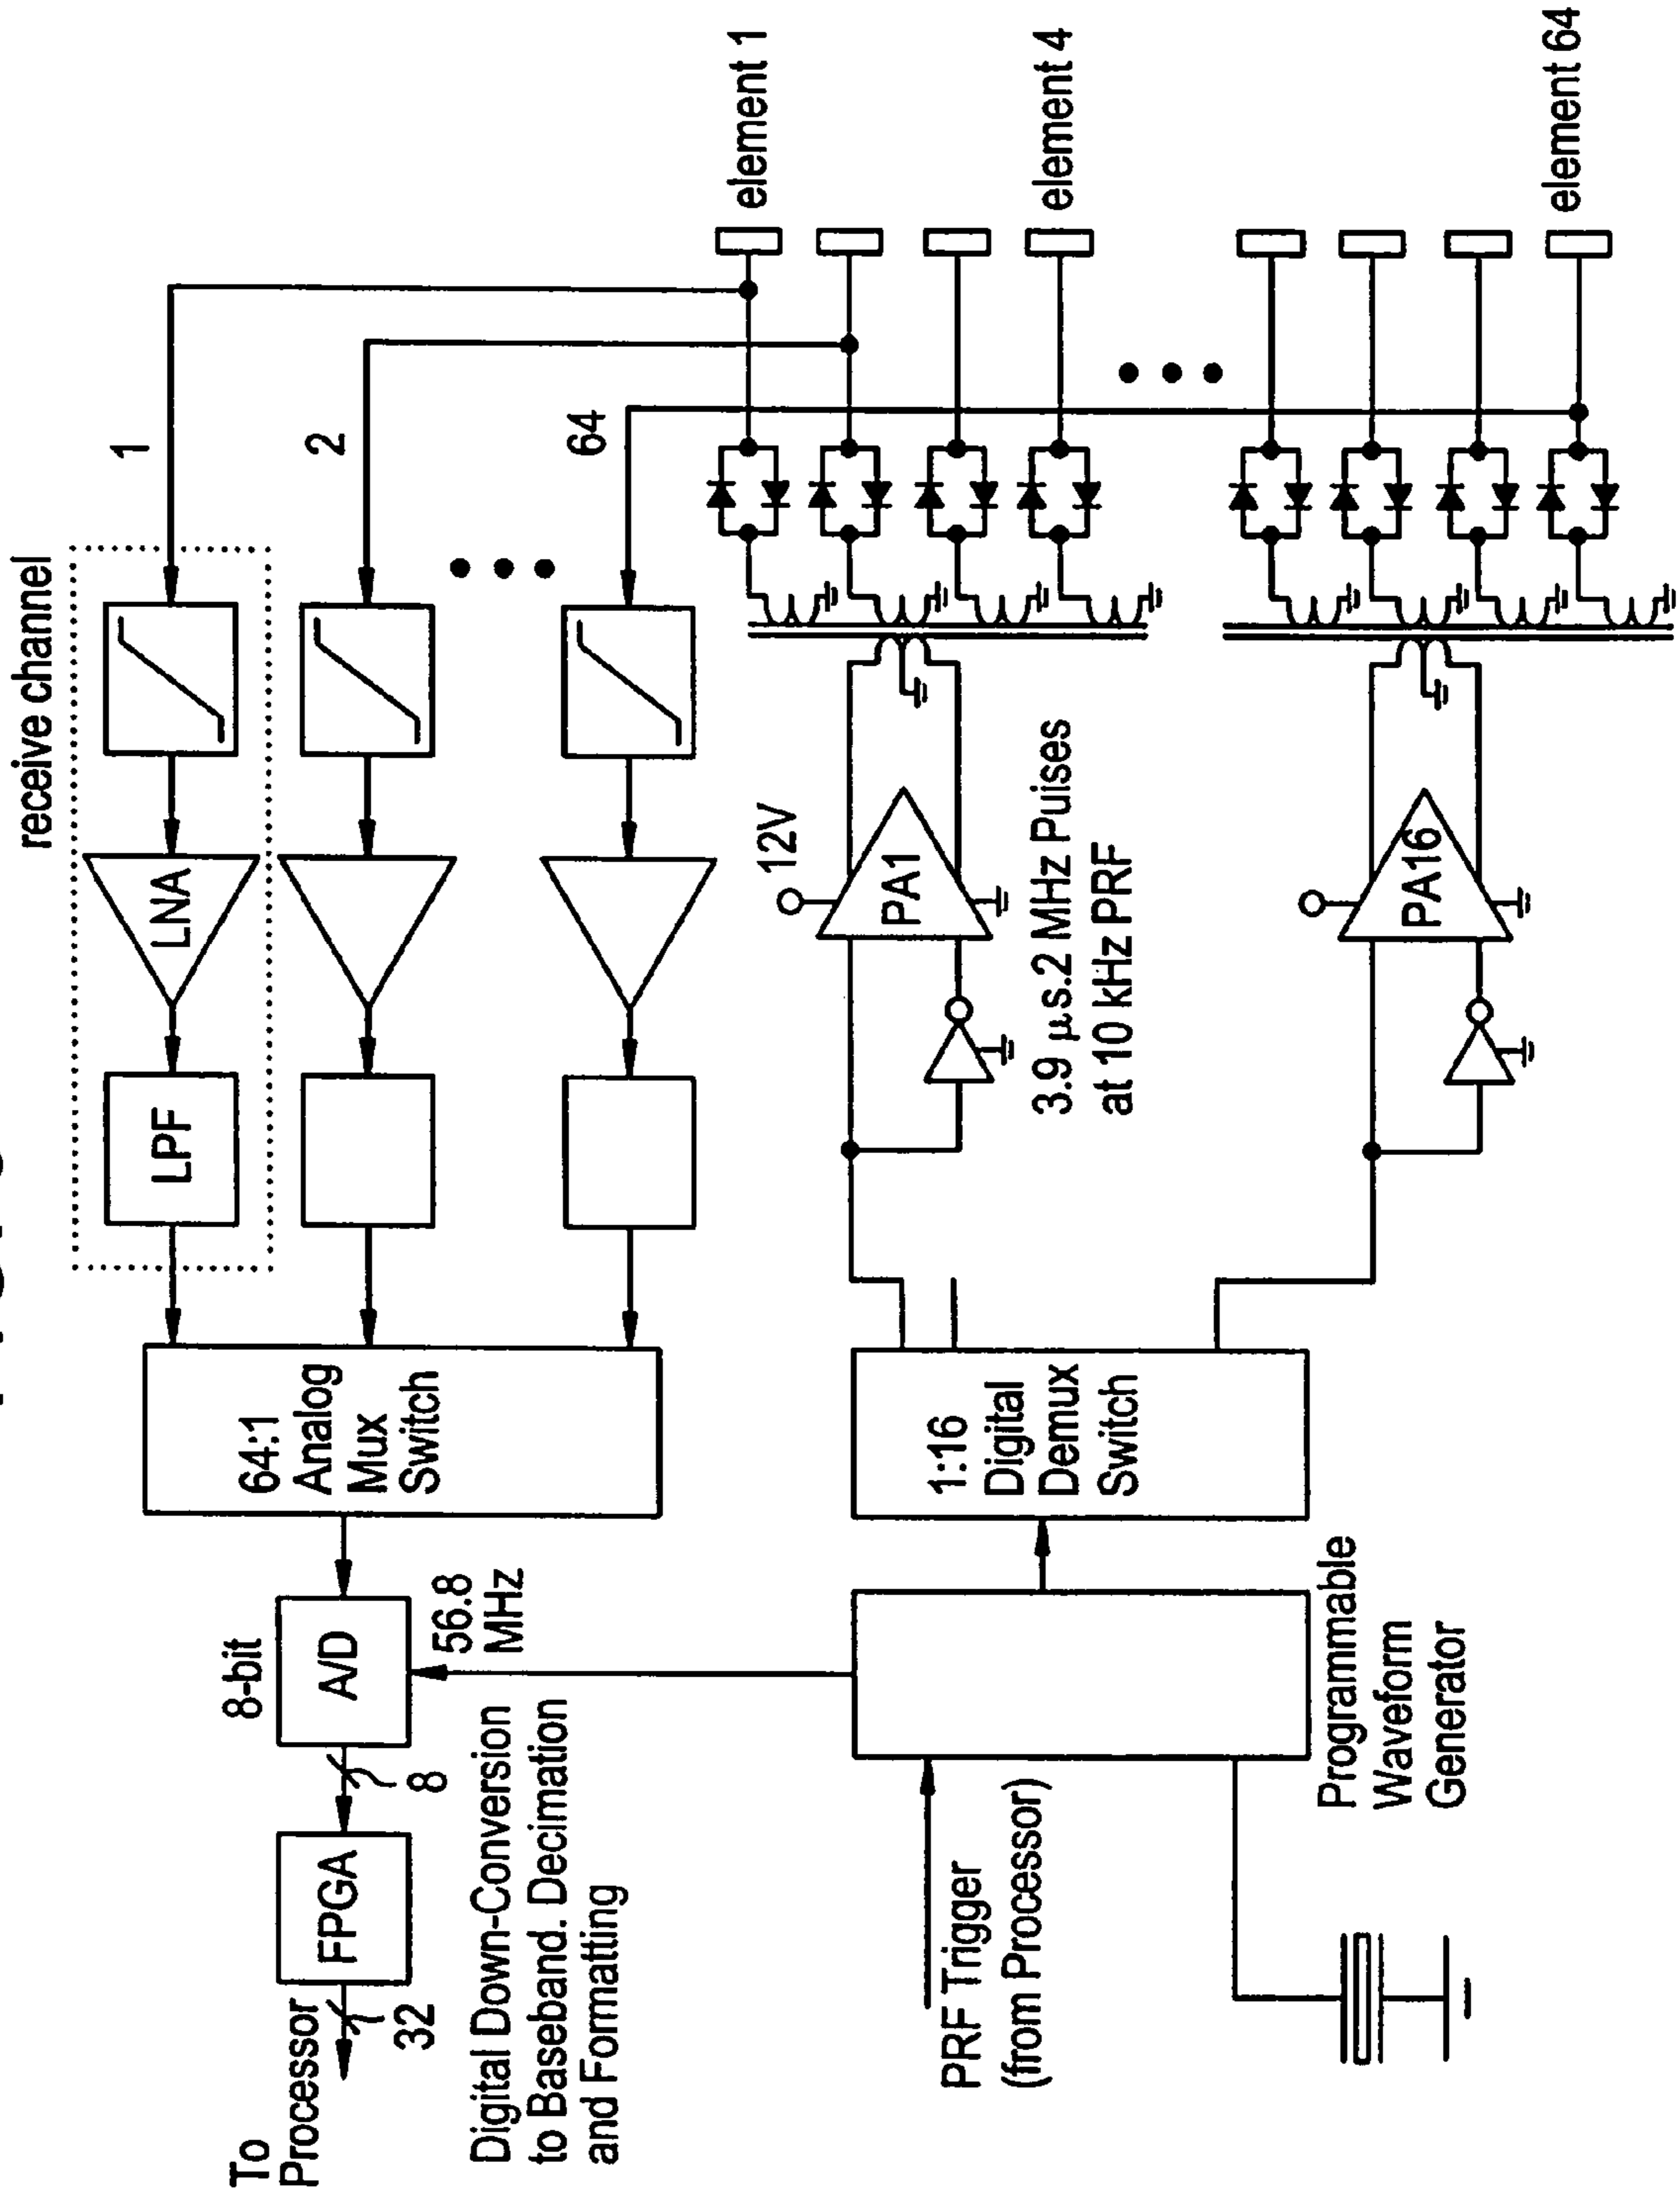 receive channel
1
2
64
LNA
LPF
64:1
Analog
Mux
Switch
8-bit
A/D
56.8
MHz
8
FPGA
32
To
Processor
Digital Down-Conversion
to Baseband. Decimation
and Formatting
element 1
element 4
element 64
12V
PA1
3.9 μs.2 MHz Puises
at 10 kHz PRF
PA16
1:16
Digital
Demux
Switch
PRF Trigger
(from Processor)
Programmable
Waveform
Generator